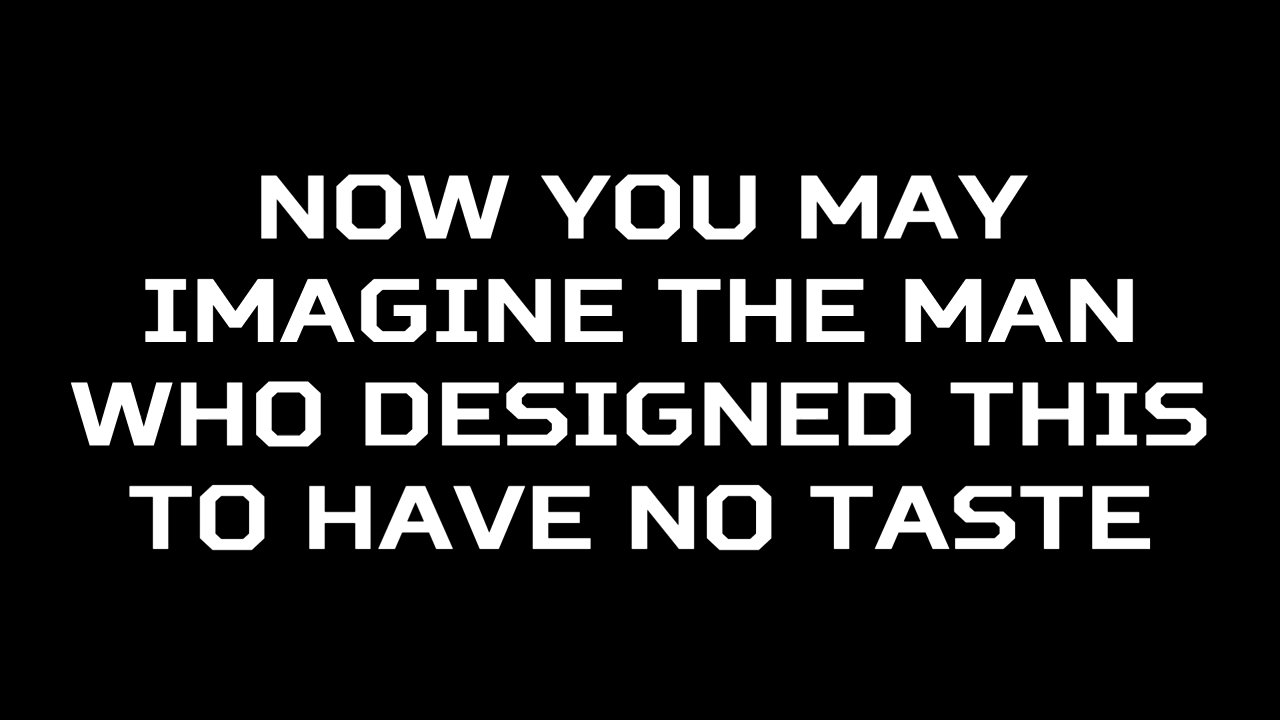 NOW YOU MAY
IMAGINE THE MAN
WHO DESIGNED THIS
TO HAVE NO TASTE